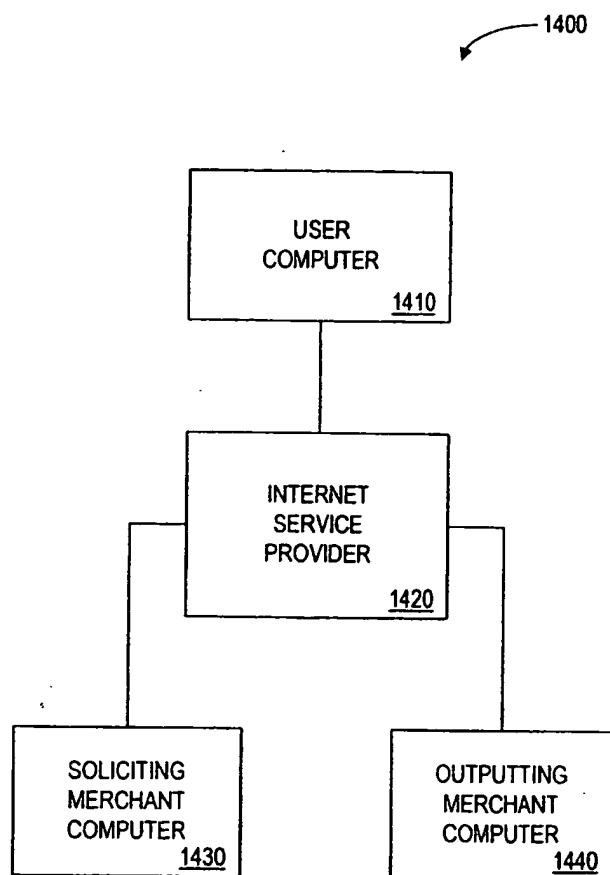 1400
USER
COMPUTER
1410
INTERNET
SERVICE
PROVIDER
1420
SOLICITING
MERCHANT
COMPUTER
1430
OUTPUTTING
MERCHANT
COMPUTER
1440